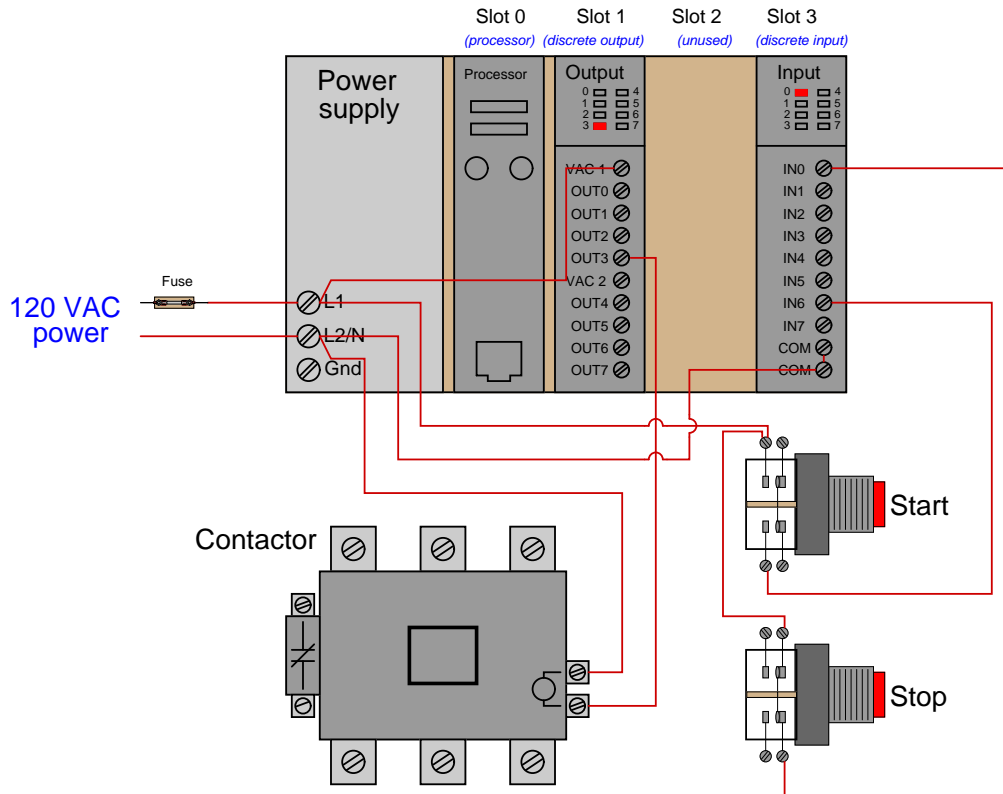 Slot 0
Slot 1
Slot 2
Slot 3
(processor)
(discrete output)
(unused)
(discrete input)
Power
supply
Processor
Output
0 4
1 5
2 6
3 7
Input
0 4
1 5
2 6
3 7
VAC 1
OUT0
OUT1
OUT2
OUT3
VAC 2
OUT4
OUT5
OUT6
OUT7
IN0
IN1
IN2
IN3
IN4
IN5
IN6
IN7
COM
COM
Fuse
120 VAC
power
L1
L2/N
Gnd
Contactor
Start
Stop